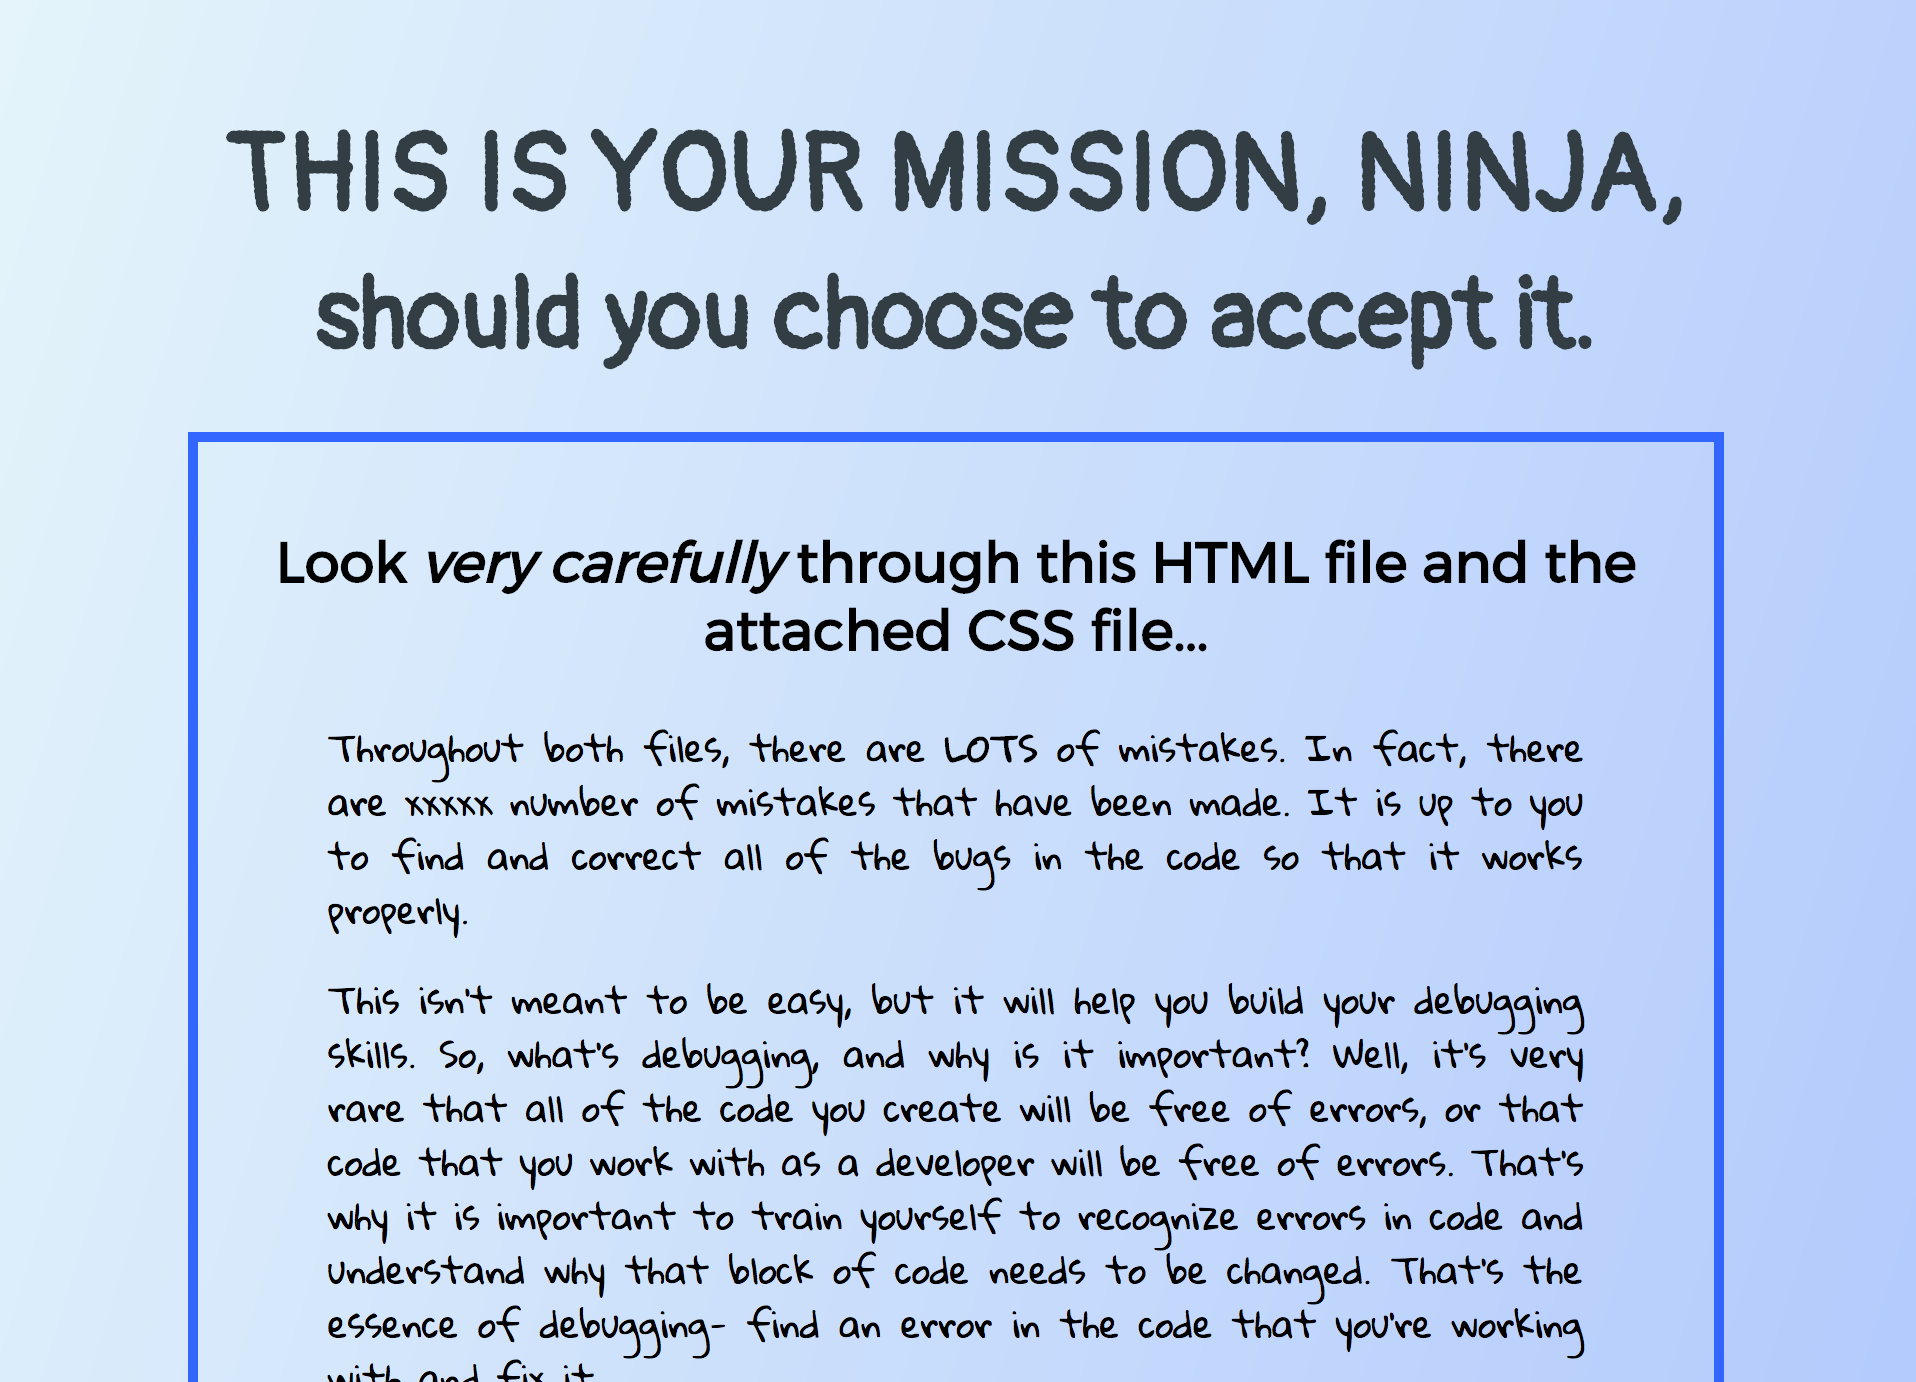 THIS IS YOUR MISSION, NINJA,
should you choose to accept it.
Look very carefully through this HTML file and the
attached CSS file...
Throughout both files, there are LOTS of mistakes. In fact, there
are xxxxx number of mistakes that have been made. It is up to you
to find and correct all of the bugs in the code so that it works
properly.
This isn't meant to be easy, but it will help you build your debugging
skills. So, what's debugging, and why is it important? Well, it's very
rare that all of the code you create will be free of errors, or that
code that you work with as a developer will be free of errors. That's
why it is important to train yourself to recognize errors in code and
understand why that block of code needs to be changed. That's the
essence of debugging- find an error in the code that you're working
with and fix it.